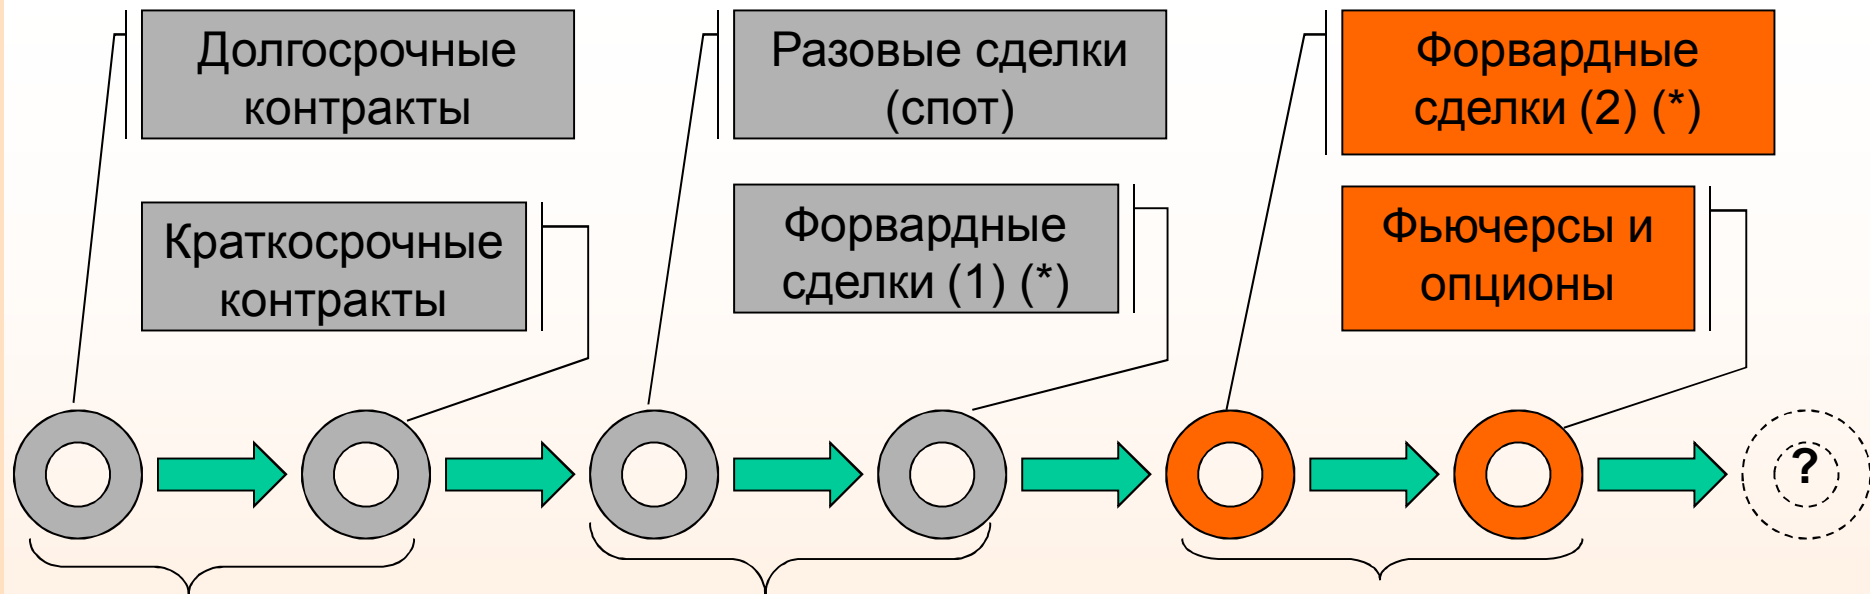 Долгосрочные
контракты
Краткосрочные
контракты
Разовые сделки
(спот)
Форвардные
сделки (1) (*)
Форвардные
сделки (2) (*)
Фьючерсы и
опционы
?